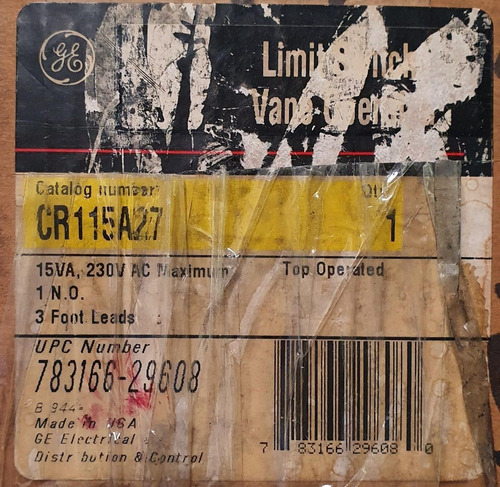 GE
Limit Switch
Vane Operated
Catalog number Qty
CR115A27 1
15VA, 230V AC Maximum Top Operated
1 N.O.
3 Foot Leads
UPC Number
783166-29608
B 944
Made in USA
GE Electrical
Distribution & Control
7 83166 29608 0